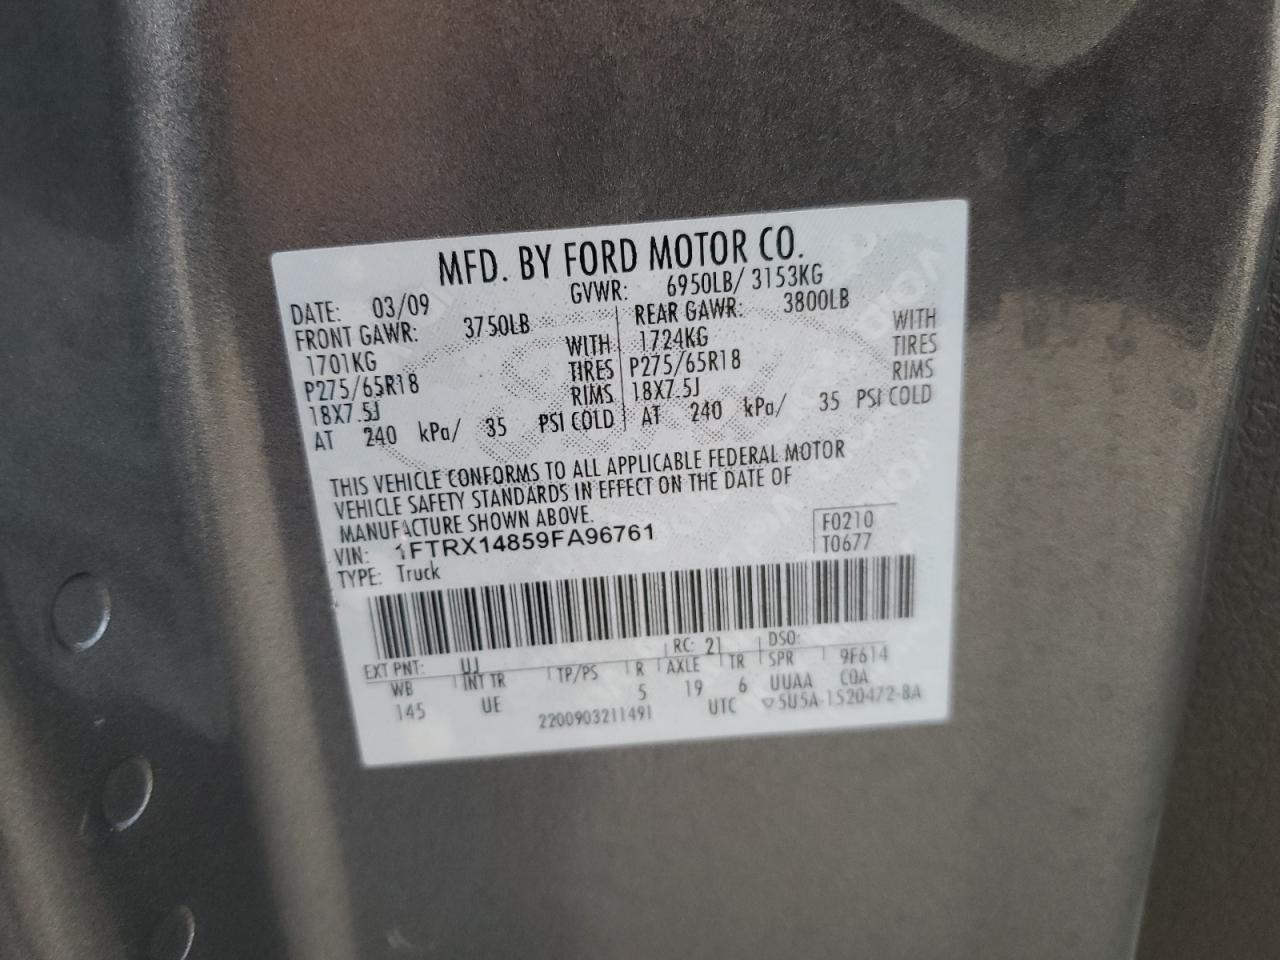 MFD. BY FORD MOTOR CO.
DATE: 03/09 GVWR: 6950LB/ 3153KG
FRONT GAWR: 3750LB REAR GAWR: 3800LB
1701KG WITH 1724KG WITH
P275/65R18 TIRES P275/65R18 TIRES
18X7.5J RIMS 18X7.5J RIMS
AT 240 kPa/ 35 PSI COLD AT 240 kPa/ 35 PSI COLD
THIS VEHICLE CONFORMS TO ALL APPLICABLE FEDERAL MOTOR
VEHICLE SAFETY STANDARDS IN EFFECT ON THE DATE OF
MANUFACTURE SHOWN ABOVE.
VIN: 1FTRX14859FA96761 F0210
TYPE: Truck T0677
EXT PNT: UJ RC: 21 DSO:
WB INT TR TP/PS R AXLE TR SPR 9F614
145 UE 5 19 6 UUAA COA
2200903211491 UTC ▽5U5A-1520472-BA